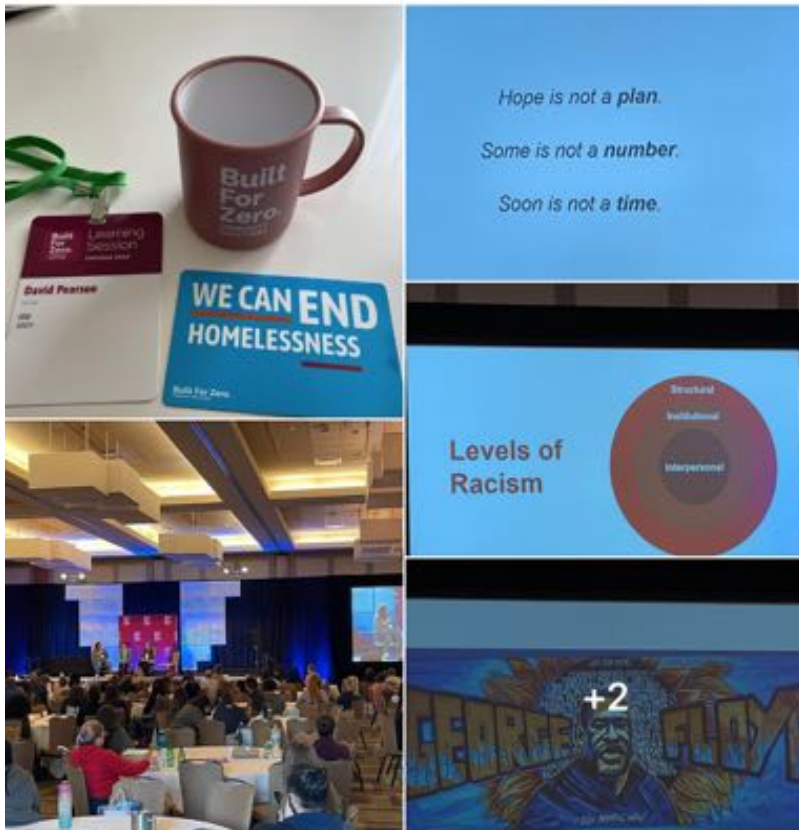 Built
For
Zero.
Built
For
Zero.
Learning
Session
David Pearson
WE CAN END
HOMELESSNESS
Built For Zero
Hope is not a plan.
Some is not a number.
Soon is not a time.
Levels of
Racism
Structural
Institutional
Interpersonal
GEORGE FLOY
+2